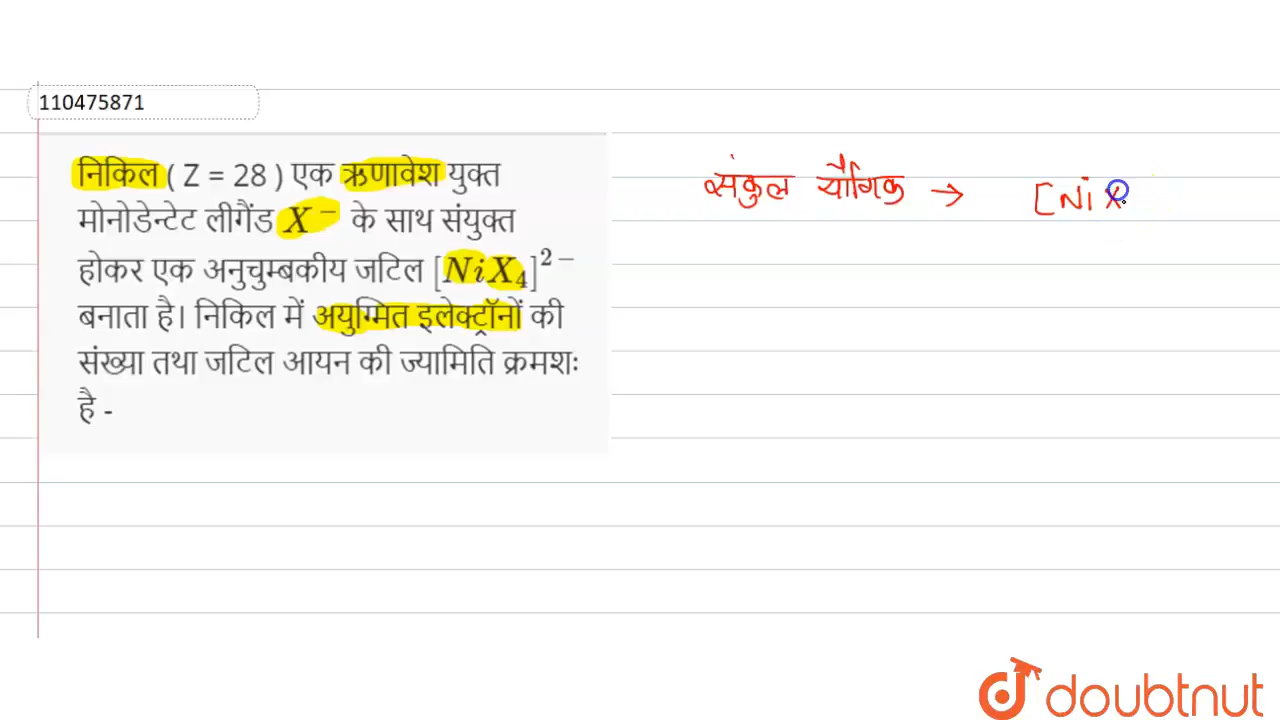 110475871
निकिल ( Z = 28 ) एक ऋणावेश युक्त
मोनोडेन्टेट लीगैंड X⁻ के साथ संयुक्त
होकर एक अनुचुम्बकीय जटिल [NiX₄]²⁻
बनाता है। निकिल में अयुग्मित इलेक्ट्रॉनों की
संख्या तथा जटिल आयन की ज्यामिति क्रमशः
है -
संकुल यौगिक → [Ni X
doubtnut